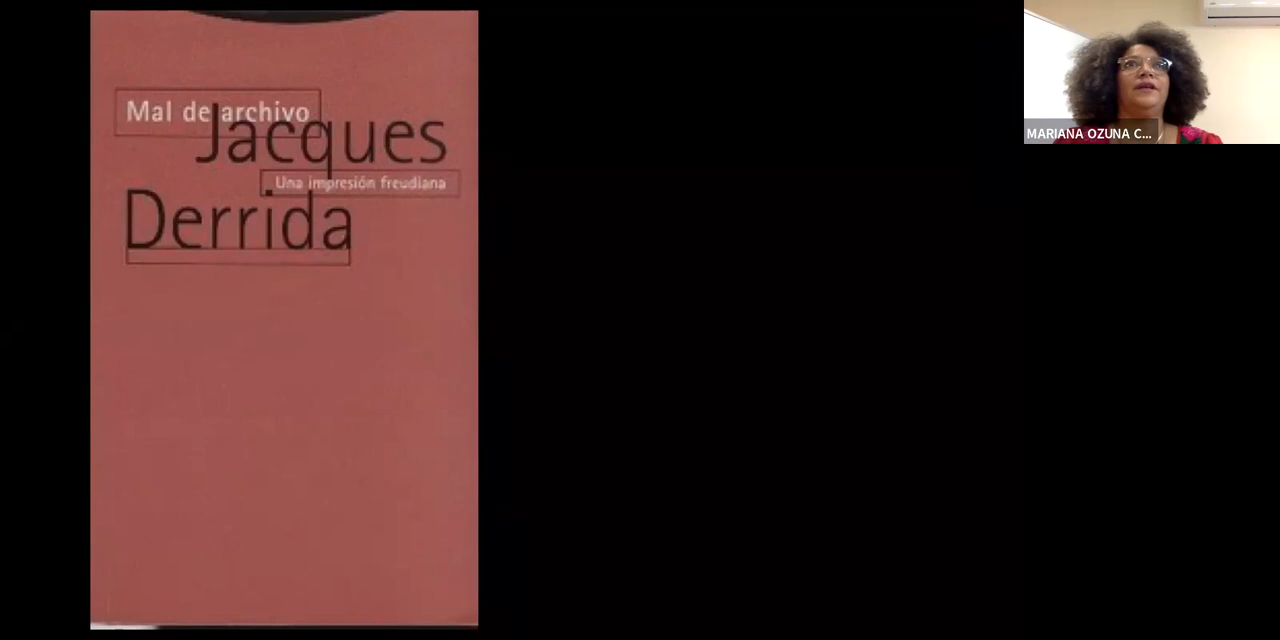 Mal de archivo
Jacques
Una impresión freudiana
Derrida
MARIANA OZUNA C...